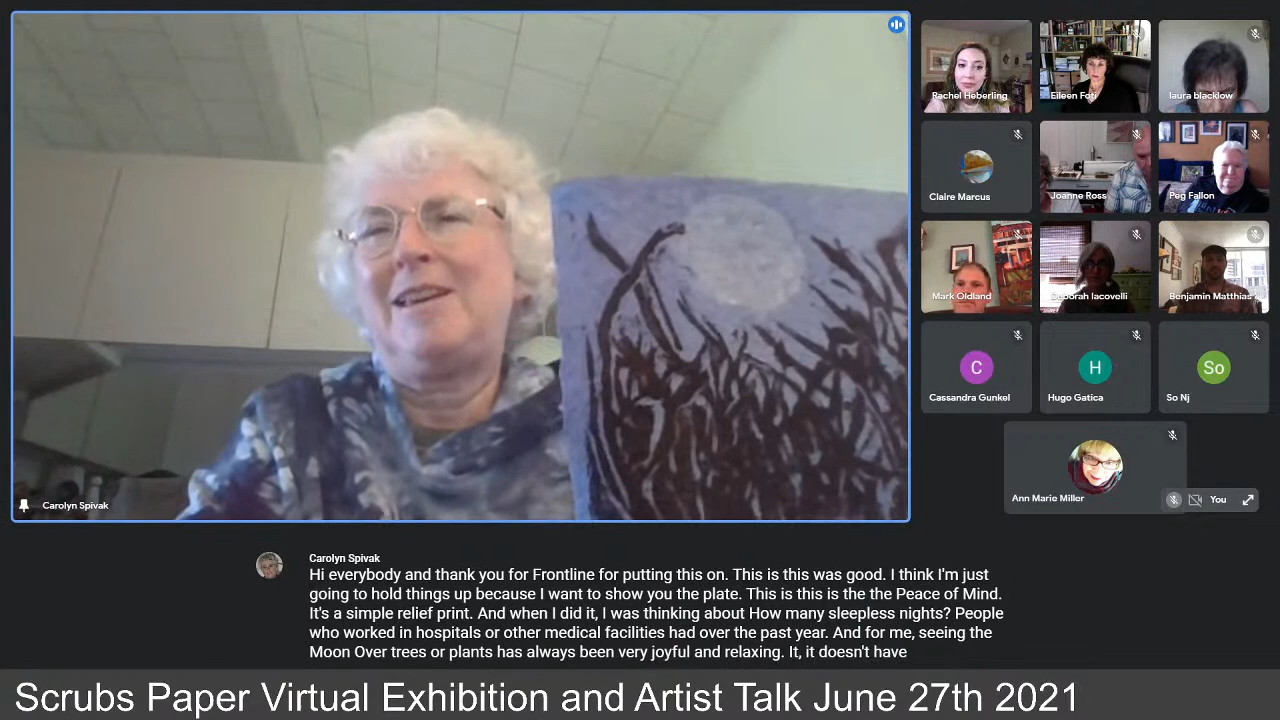 Rachel Heberling
Eileen Foti
laura blacklow
Claire Marcus
Joanne Ross
Peg Fallon
Mark Oldland
Deborah Iacovelli
Benjamin Matthias
C
Cassandra Gunkel
H
Hugo Gatica
So
So Nj
Ann Marie Miller
You
Carolyn Spivak
Carolyn Spivak
Hi everybody and thank you for Frontline for putting this on. This is this was good. I think I'm just
going to hold things up because I want to show you the plate. This is this is the the Peace of Mind.
It's a simple relief print. And when I did it, I was thinking about How many sleepless nights? People
who worked in hospitals or other medical facilities had over the past year. And for me, seeing the
Moon Over trees or plants has always been very joyful and relaxing. It, it doesn't have
Scrubs Paper Virtual Exhibition and Artist Talk June 27th 2021